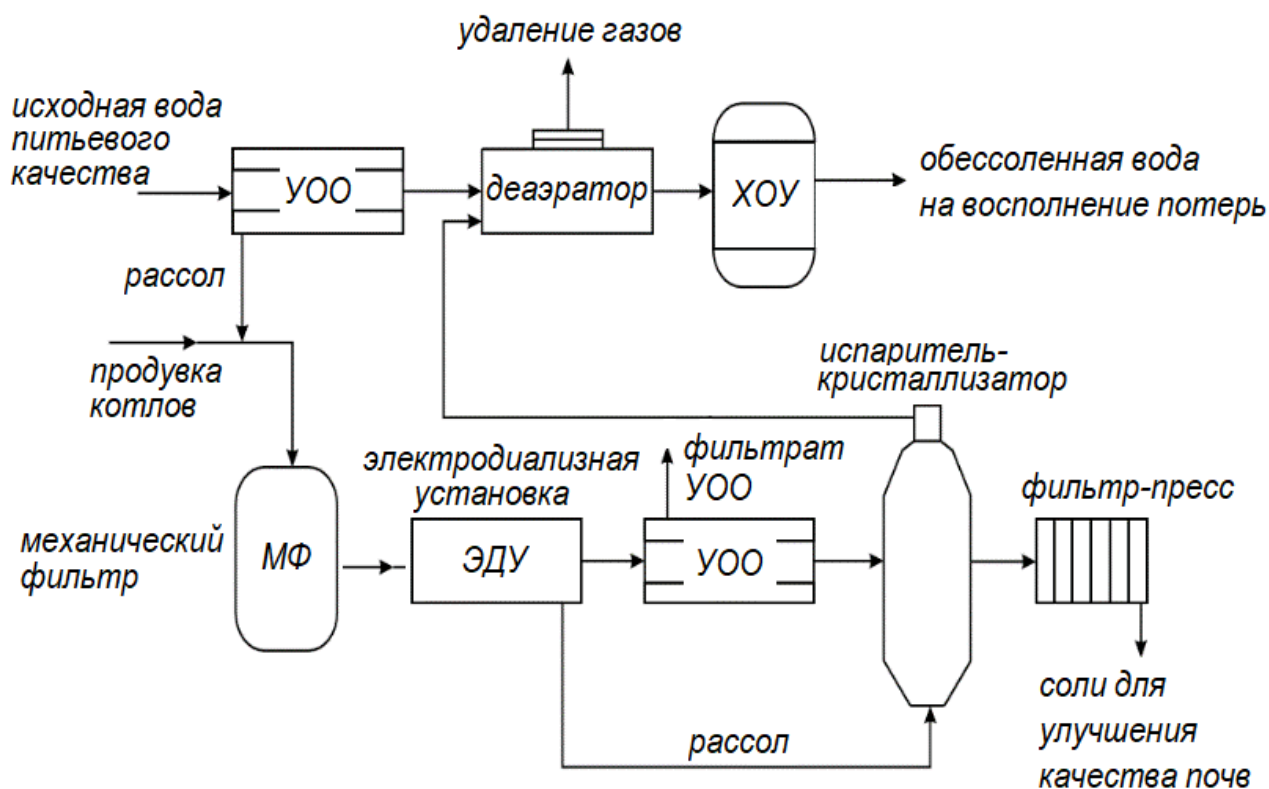 удаление газов
исходная вода
питьевого
качества
УОО
деаэратор
ХОУ
обессоленная вода
на восполнение потерь
рассол
продувка
котлов
испаритель-
кристаллизатор
механический
фильтр
МФ
электродиализная
установка
ЭДУ
фильтрат
УОО
УОО
фильтр-пресс
рассол
соли для
улучшения
качества почв